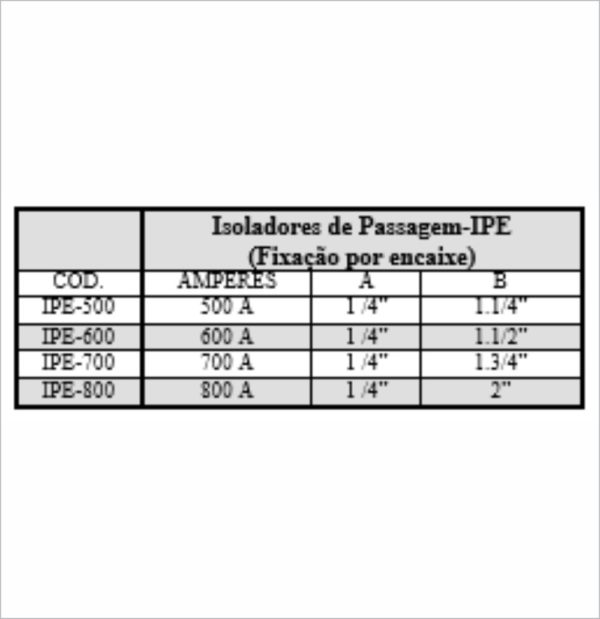 Isoladores de Passagem-IPE
(Fixação por encaixe)
COD. AMPERES A B
IPE-500 500 A 1 /4" 1.1/4"
IPE-600 600 A 1 /4" 1.1/2"
IPE-700 700 A 1 /4" 1.3/4"
IPE-800 800 A 1 /4" 2"